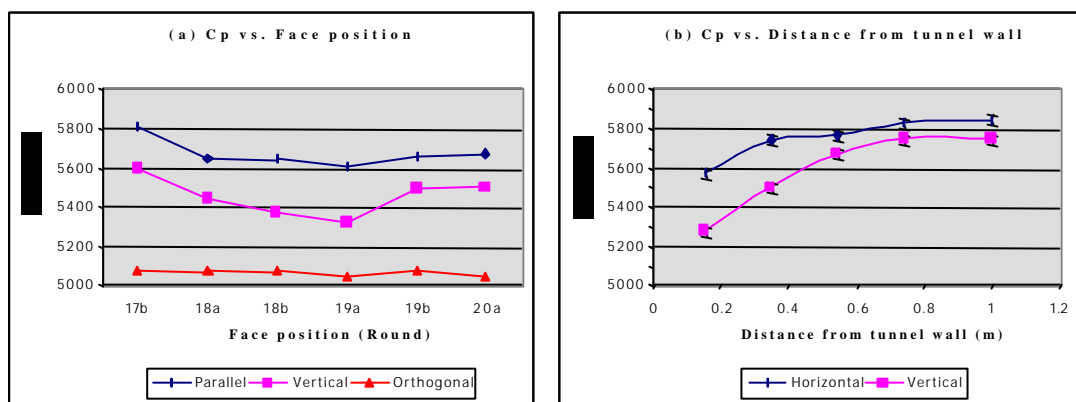 (a) Cp vs. Face position
6000
5800
5600
5400
5200
5000
17b 18a 18b 19a 19b 20a
Face position (Round)
Parallel Vertical Orthogonal
(b) Cp vs. Distance from tunnel wall
6000
5800
5600
5400
5200
5000
0 0.2 0.4 0.6 0.8 1 1.2
Distance from tunnel wall (m)
Horizontal Vertical